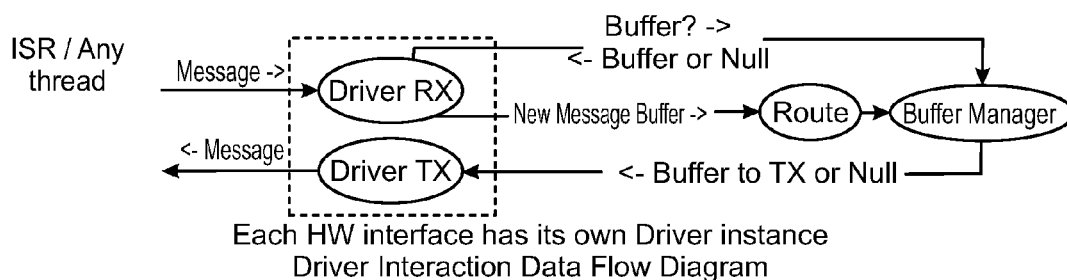 Buffer? ->
ISR / Any
thread
<- Buffer or Null
Message ->
Driver RX
New Message Buffer ->
Route
Buffer Manager
<- Message
Driver TX
<- Buffer to TX or Null
Each HW interface has its own Driver instance
Driver Interaction Data Flow Diagram